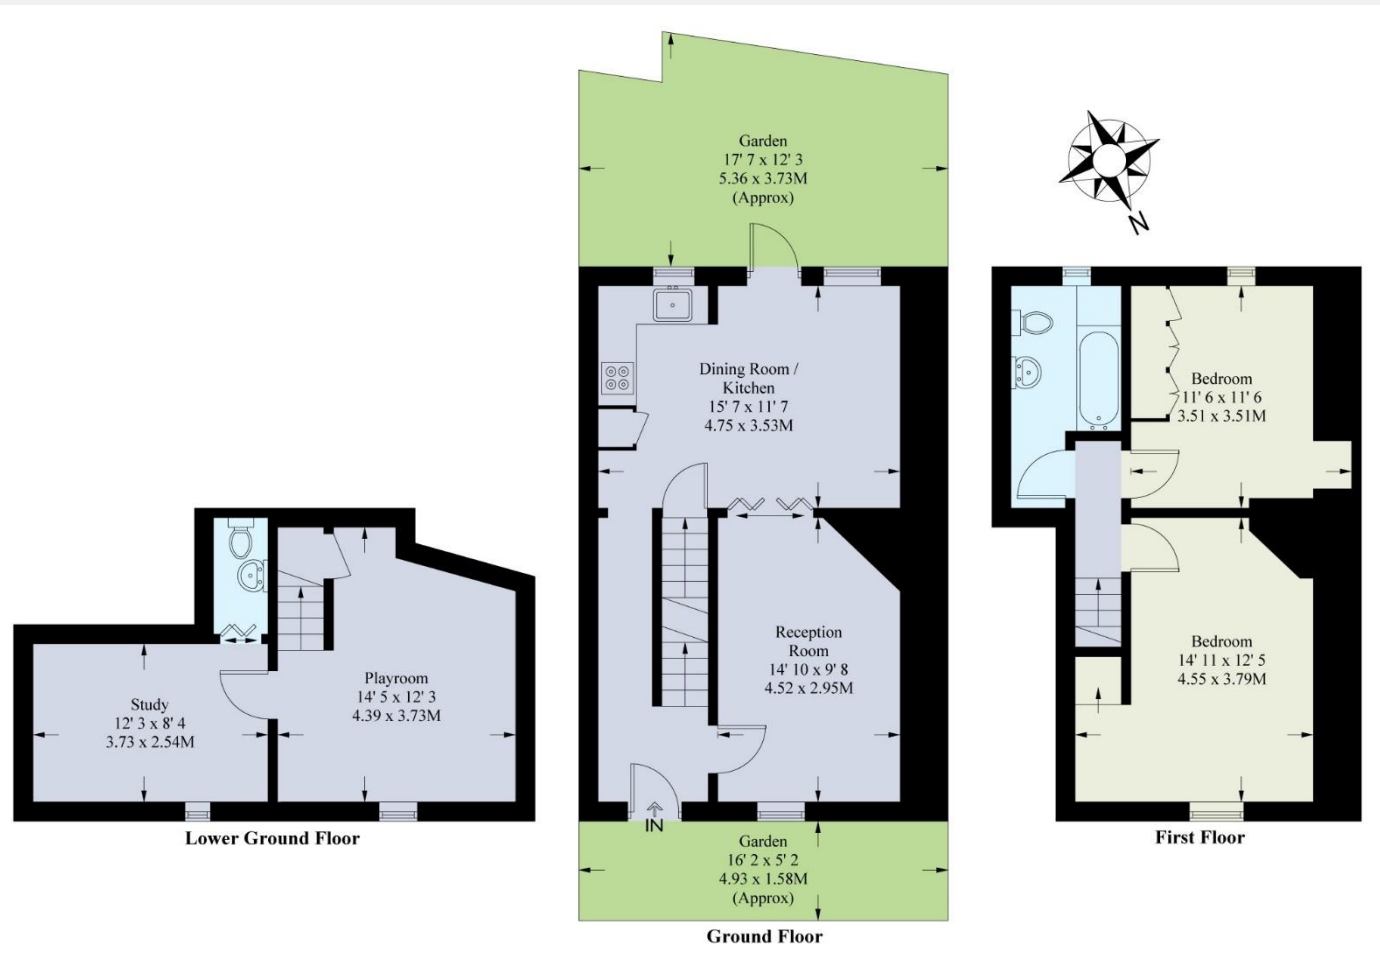 Garden
17' 7 x 12' 3
5.36 x 3.73M
(Approx)
N
Dining Room /
Kitchen
15' 7 x 11' 7
4.75 x 3.53M
Bedroom
11' 6 x 11' 6
3.51 x 3.51M
Reception
Room
14' 10 x 9' 8
4.52 x 2.95M
Bedroom
14' 11 x 12' 5
4.55 x 3.79M
Playroom
14' 5 x 12' 3
4.39 x 3.73M
Study
12' 3 x 8' 4
3.73 x 2.54M
IN
Lower Ground Floor
Garden
16' 2 x 5' 2
4.93 x 1.58M
(Approx)
Ground Floor
First Floor